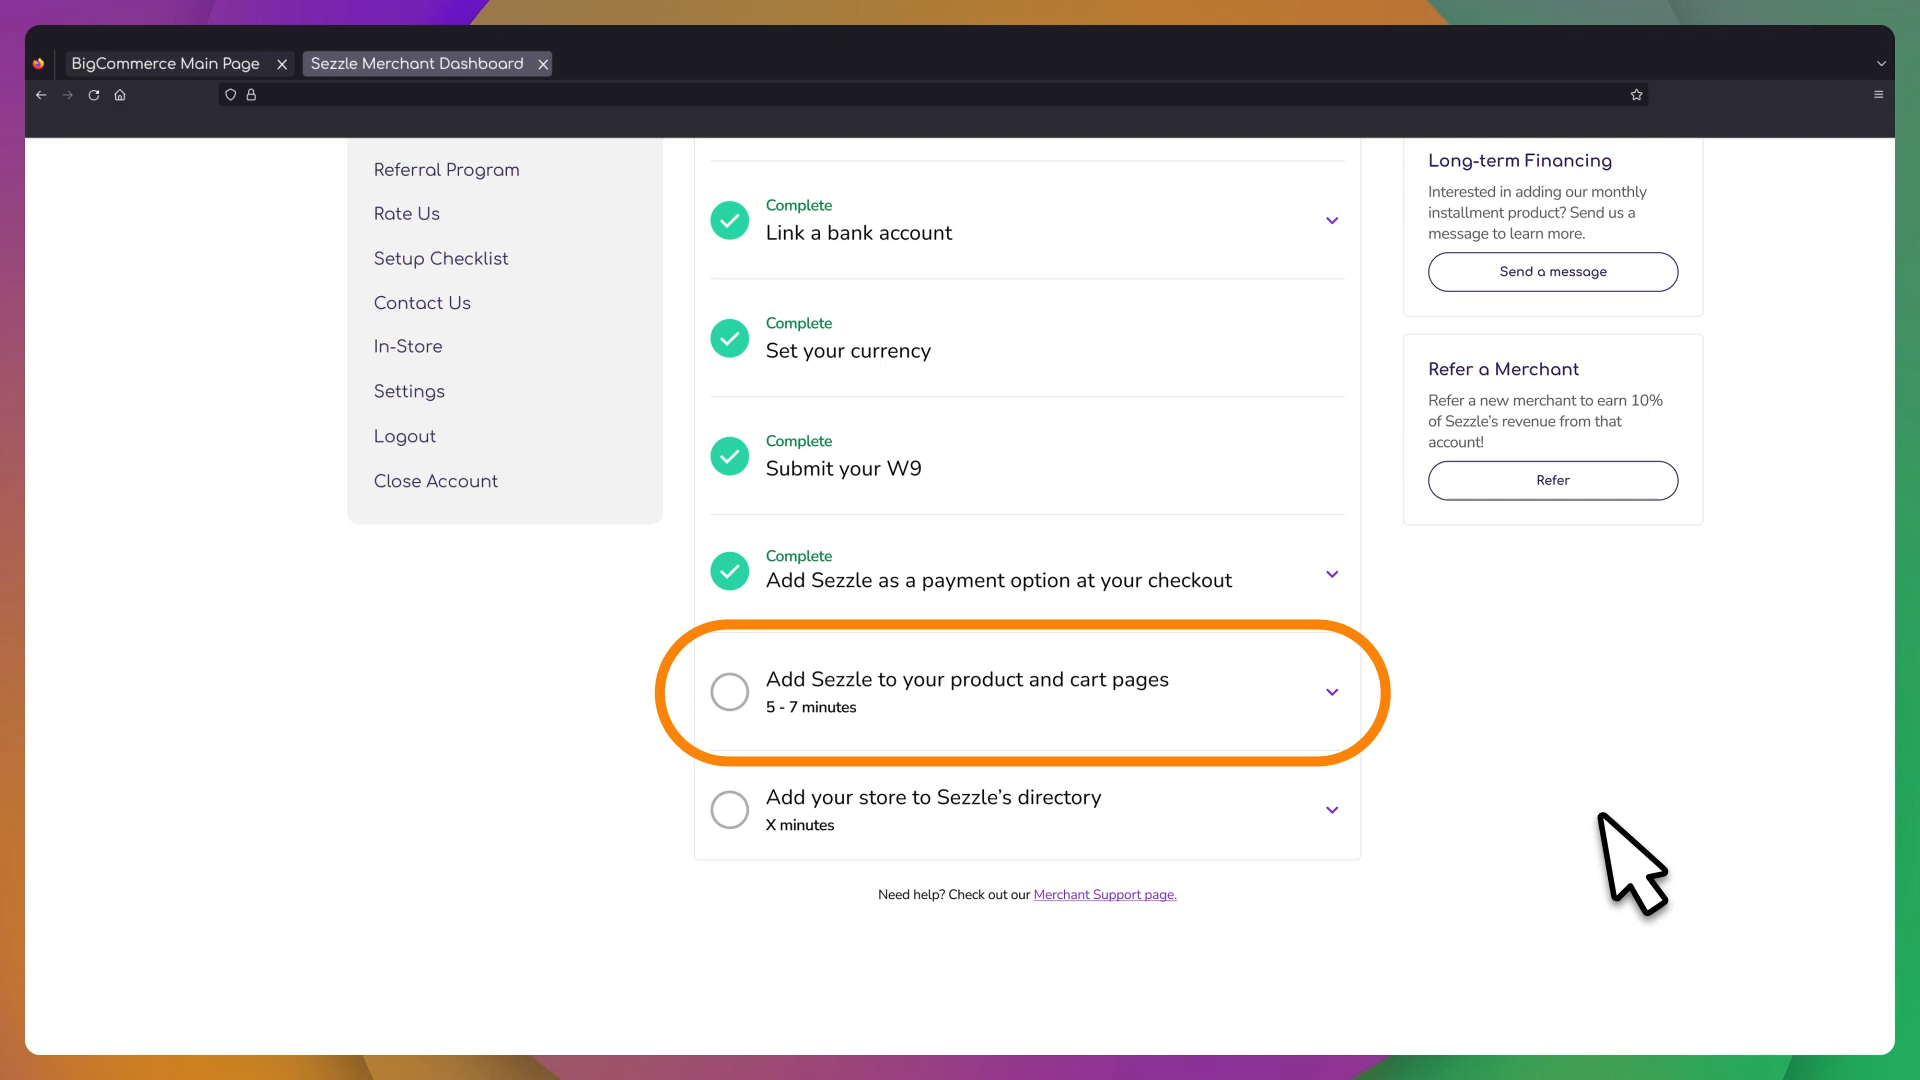 BigCommerce Main Page
Sezzle Merchant Dashboard
Referral Program
Rate Us
Setup Checklist
Contact Us
In-Store
Settings
Logout
Close Account
Complete
Link a bank account
Complete
Set your currency
Complete
Submit your W9
Complete
Add Sezzle as a payment option at your checkout
Add Sezzle to your product and cart pages
5 - 7 minutes
Add your store to Sezzle’s directory
X minutes
Need help? Check out our Merchant Support page.
Long-term Financing
Interested in adding our monthly
installment product? Send us a
message to learn more.
Send a message
Refer a Merchant
Refer a new merchant to earn 10%
of Sezzle’s revenue from that
account!
Refer